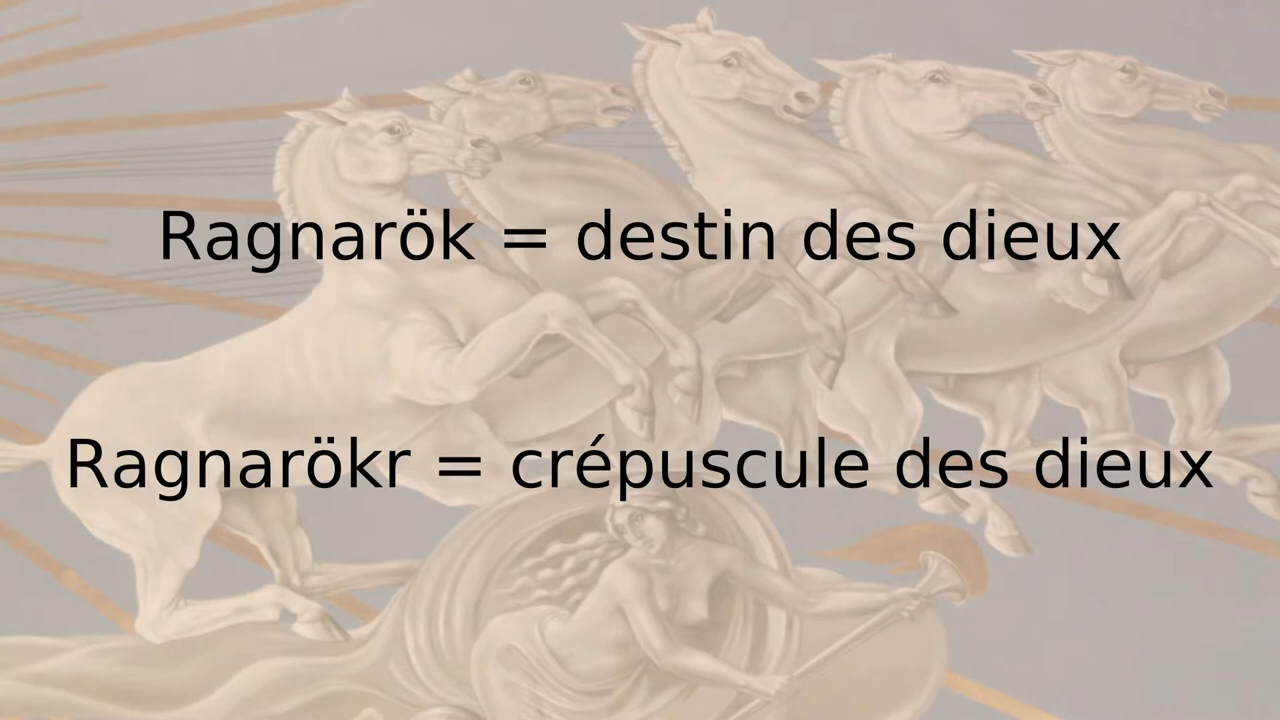 Ragnarök = destin des dieux
Ragnarökr = crépuscule des dieux